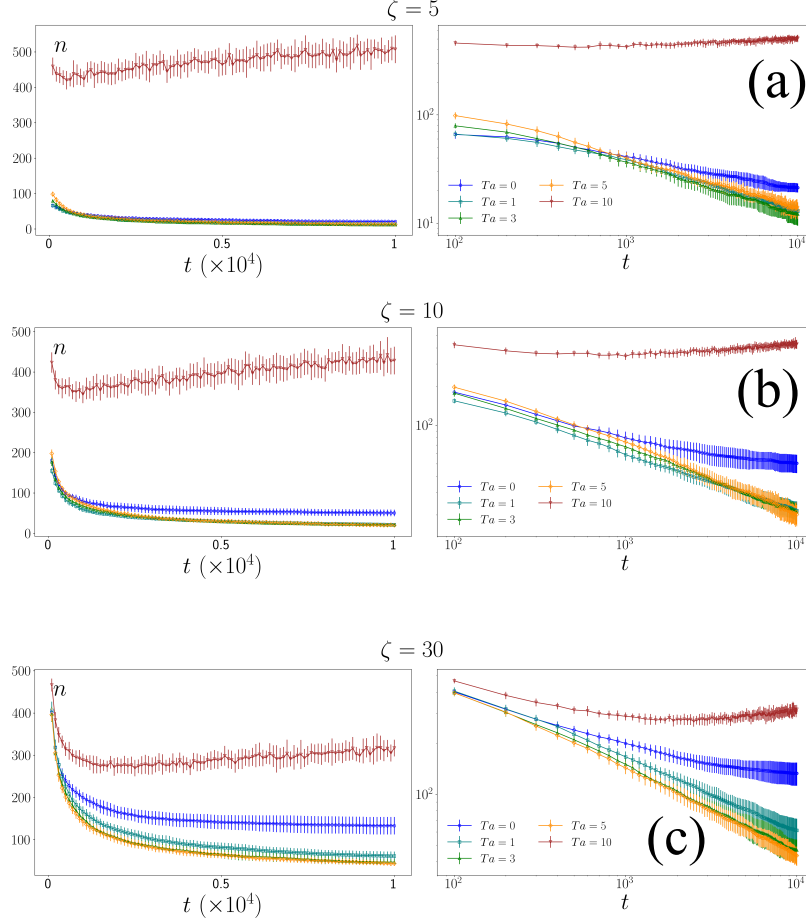 ζ = 5
n
500
400
300
200
100
0
0
0.5
1
t (×10⁴)
(a)
10²
10¹
Ta = 0
Ta = 1
Ta = 3
Ta = 5
Ta = 10
10²
10³
10⁴
t
ζ = 10
n
500
400
300
200
100
0
0
0.5
1
t (×10⁴)
(b)
10²
Ta = 0
Ta = 1
Ta = 3
Ta = 5
Ta = 10
10²
10³
10⁴
t
ζ = 30
n
500
400
300
200
100
0
0.5
1
t (×10⁴)
(c)
10²
Ta = 0
Ta = 1
Ta = 3
Ta = 5
Ta = 10
10²
10³
10⁴
t